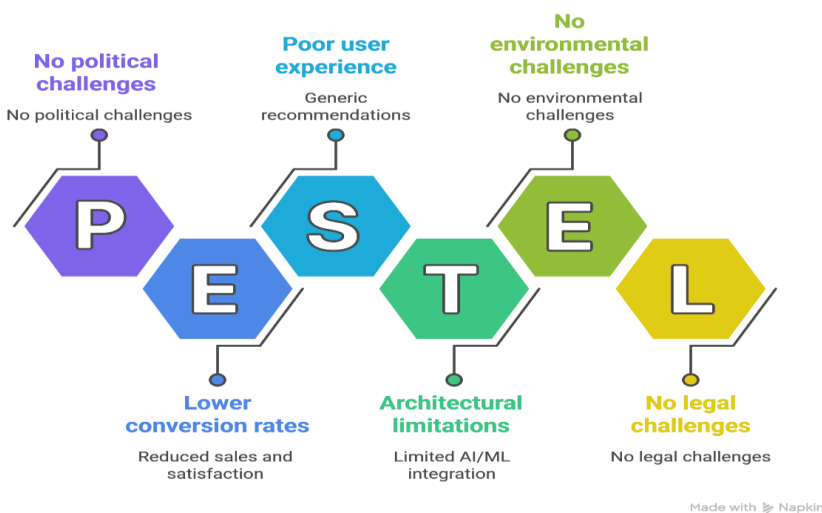 No political
challenges
No political challenges
Poor user
experience
Generic
recommendations
No
environmental
challenges
No environmental
challenges
P
E
S
T
E
L
Lower
conversion rates
Reduced sales and
satisfaction
Architectural
limitations
Limited AI/ML
integration
No legal
challenges
No legal challenges
Made with Napkin